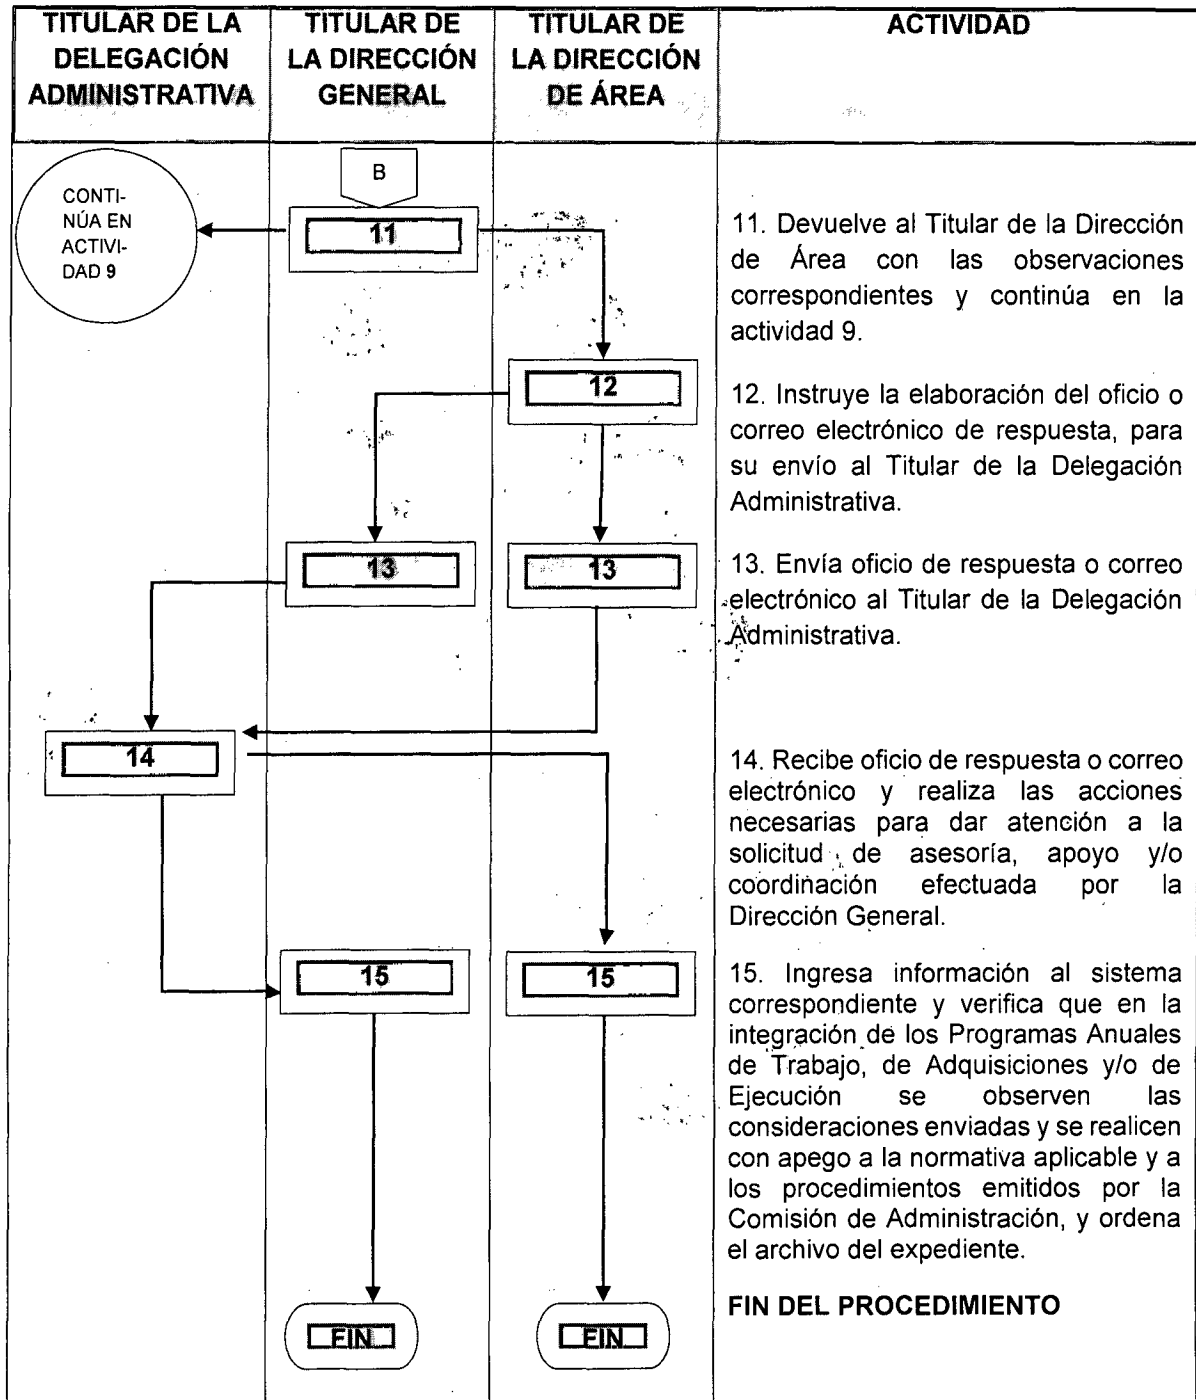 TITULAR DE LA
DELEGACIÓN
ADMINISTRATIVA
TITULAR DE
LA DIRECCIÓN
GENERAL
TITULAR DE
LA DIRECCIÓN
DE ÁREA
ACTIVIDAD
CONTI-
NÚA EN
ACTIVI-
DAD 9
B
11
12
13
13
14
15
15
FIN
FIN
11. Devuelve al Titular de la Dirección
de Área con las observaciones
correspondientes y continúa en la
actividad 9.
12. Instruye la elaboración del oficio o
correo electrónico de respuesta, para
su envío al Titular de la Delegación
Administrativa.
13. Envía oficio de respuesta o correo
electrónico al Titular de la Delegación
Administrativa.
14. Recibe oficio de respuesta o correo
electrónico y realiza las acciones
necesarias para dar atención a la
solicitud de asesoría, apoyo y/o
coordinación efectuada por la
Dirección General.
15. Ingresa información al sistema
correspondiente y verifica que en la
integración de los Programas Anuales
de Trabajo, de Adquisiciones y/o de
Ejecución se observen las
consideraciones enviadas y se realicen
con apego a la normativa aplicable y a
los procedimientos emitidos por la
Comisión de Administración, y ordena
el archivo del expediente.
FIN DEL PROCEDIMIENTO